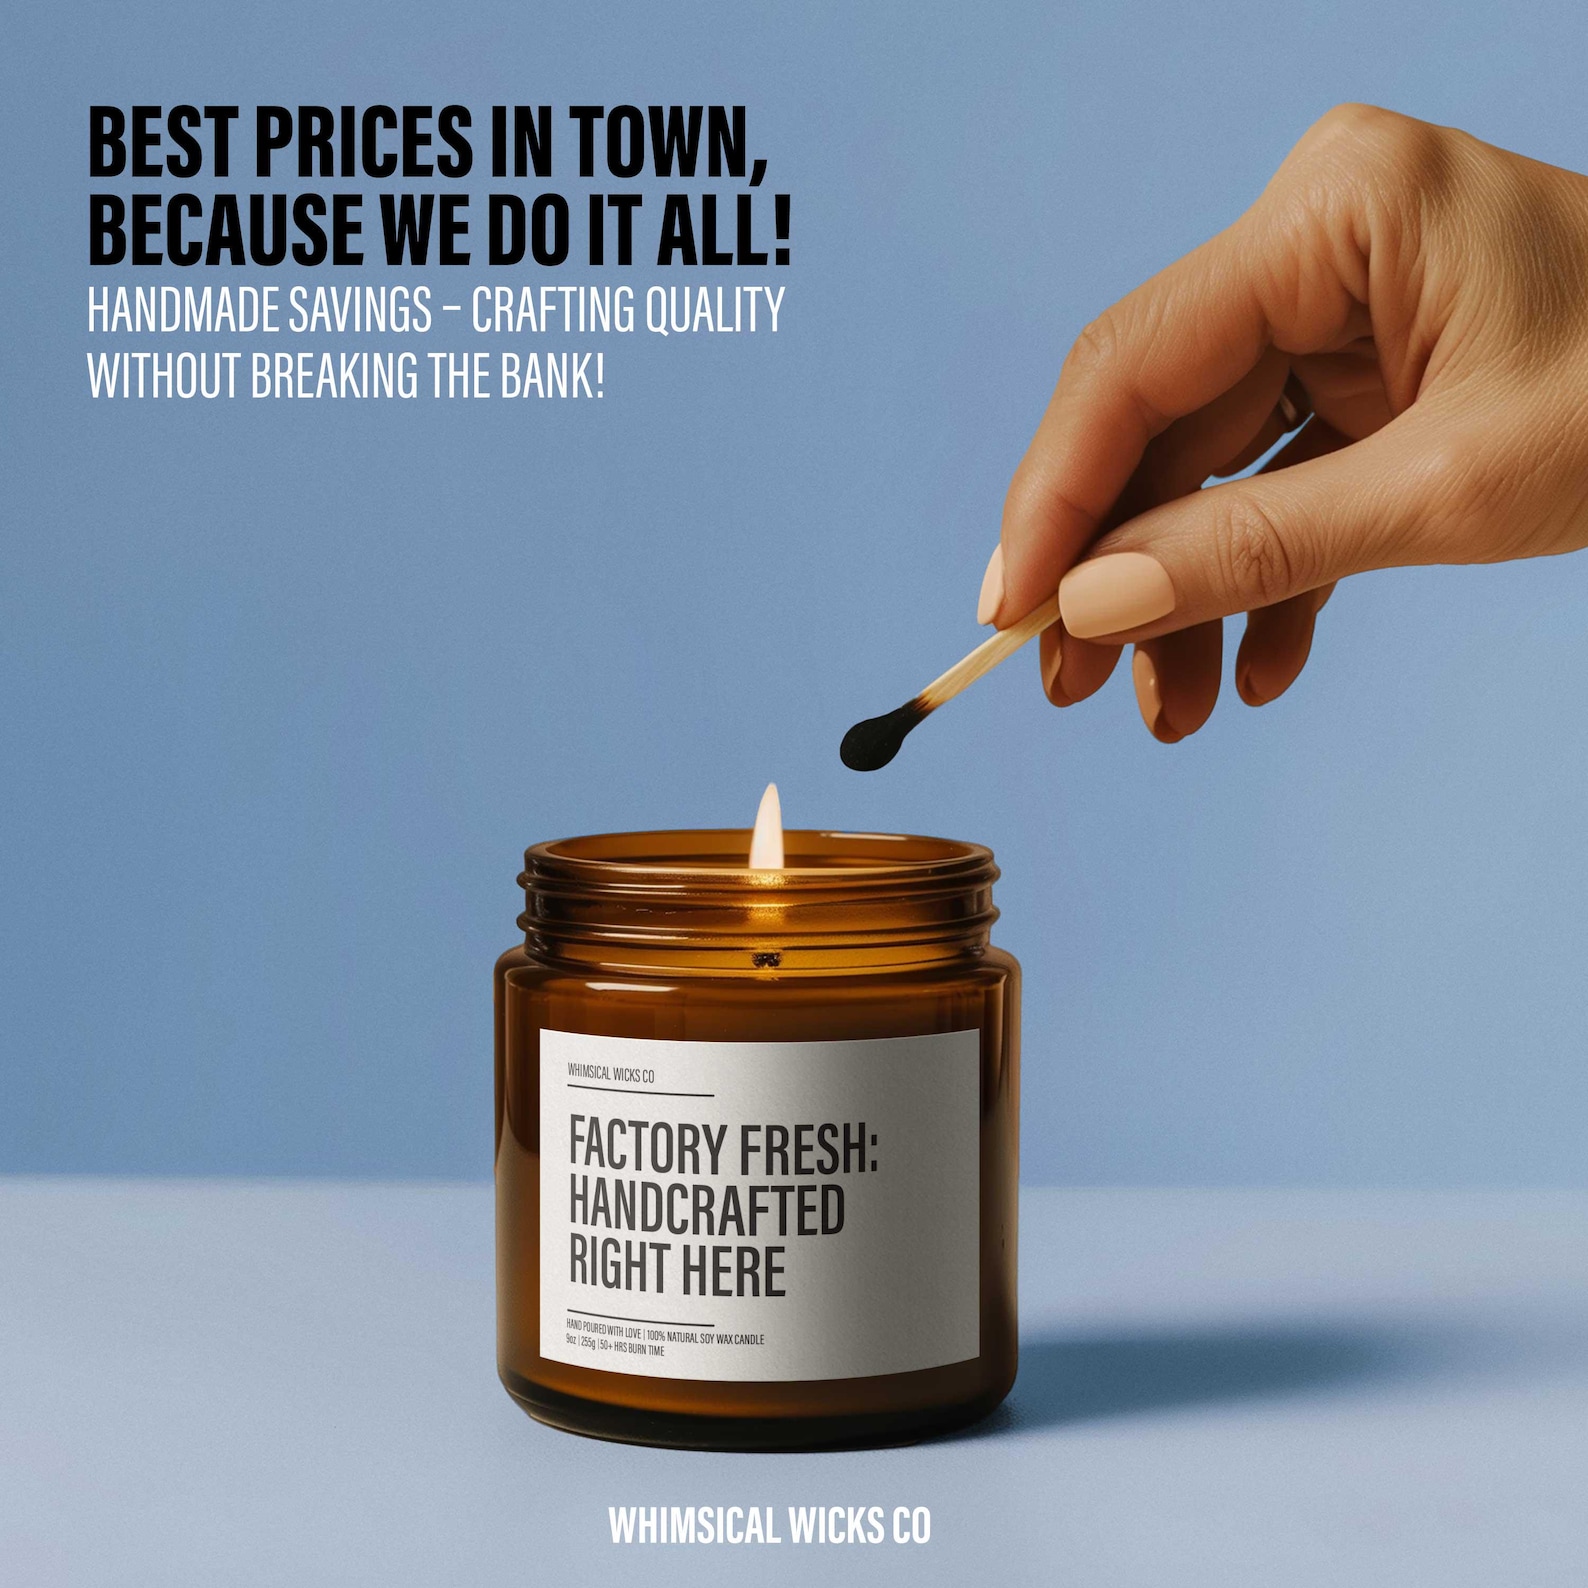 BEST PRICES IN TOWN,
BECAUSE WE DO IT ALL!
HANDMADE SAVINGS – CRAFTING QUALITY
WITHOUT BREAKING THE BANK!
WHIMSICAL WICKS CO
FACTORY FRESH:
HANDCRAFTED
RIGHT HERE
HAND POURED WITH LOVE | 100% NATURAL SOY WAX CANDLE
9oz | 255g | 50+ HRS BURN TIME
WHIMSICAL WICKS CO